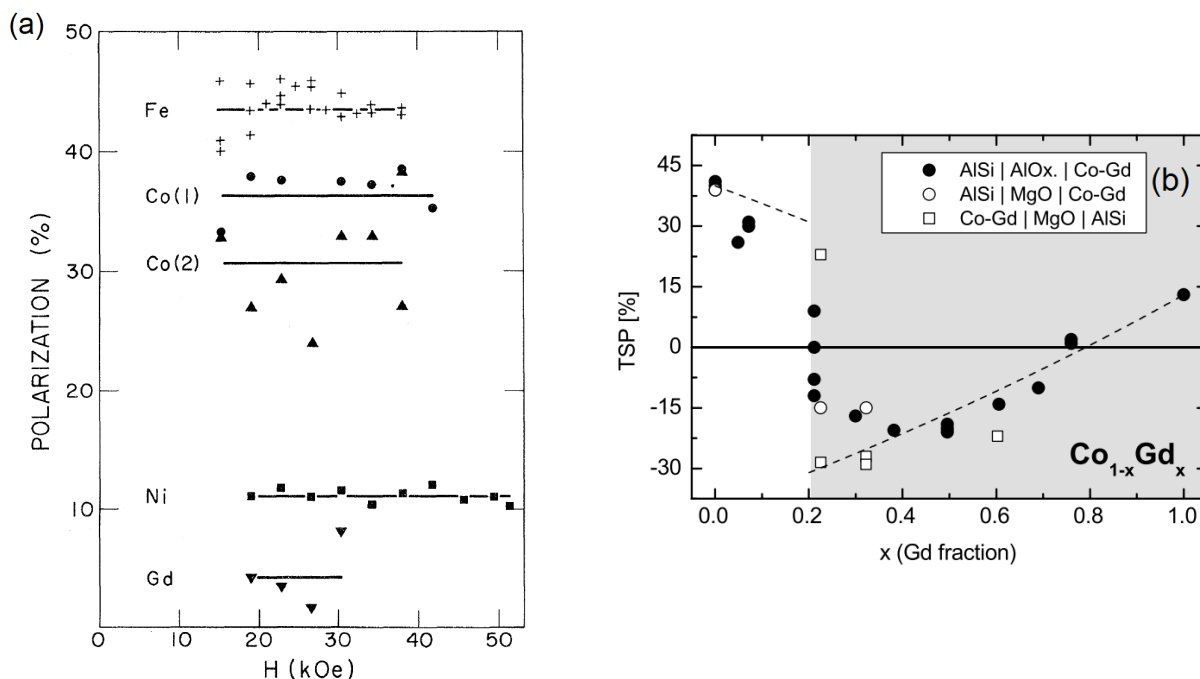 (a)
POLARIZATION (%)
50
40
30
20
10
0
Fe
Co(1)
Co(2)
Ni
Gd
0 10 20 30 40 50
H (kOe)
(b)
AlSi | AlOx. | Co-Gd
AlSi | MgO | Co-Gd
Co-Gd | MgO | AlSi
TSP [%]
45
30
15
0
-15
-30
Co1-xGdx
0.0 0.2 0.4 0.6 0.8 1.0
x (Gd fraction)